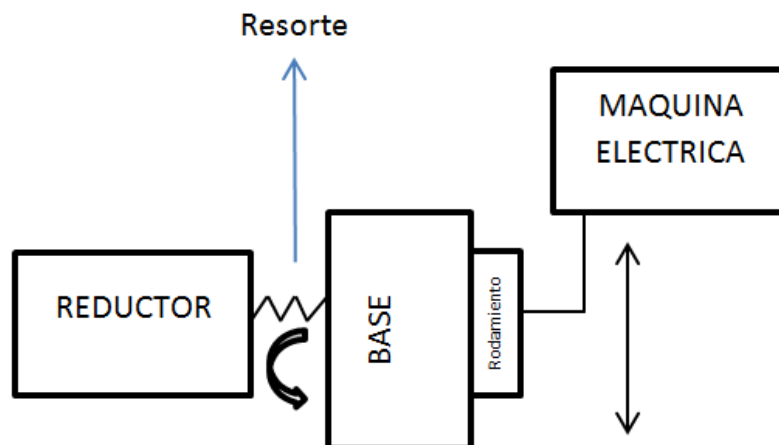 Resorte
MAQUINA
ELECTRICA
REDUCTOR
BASE
Rodamiento